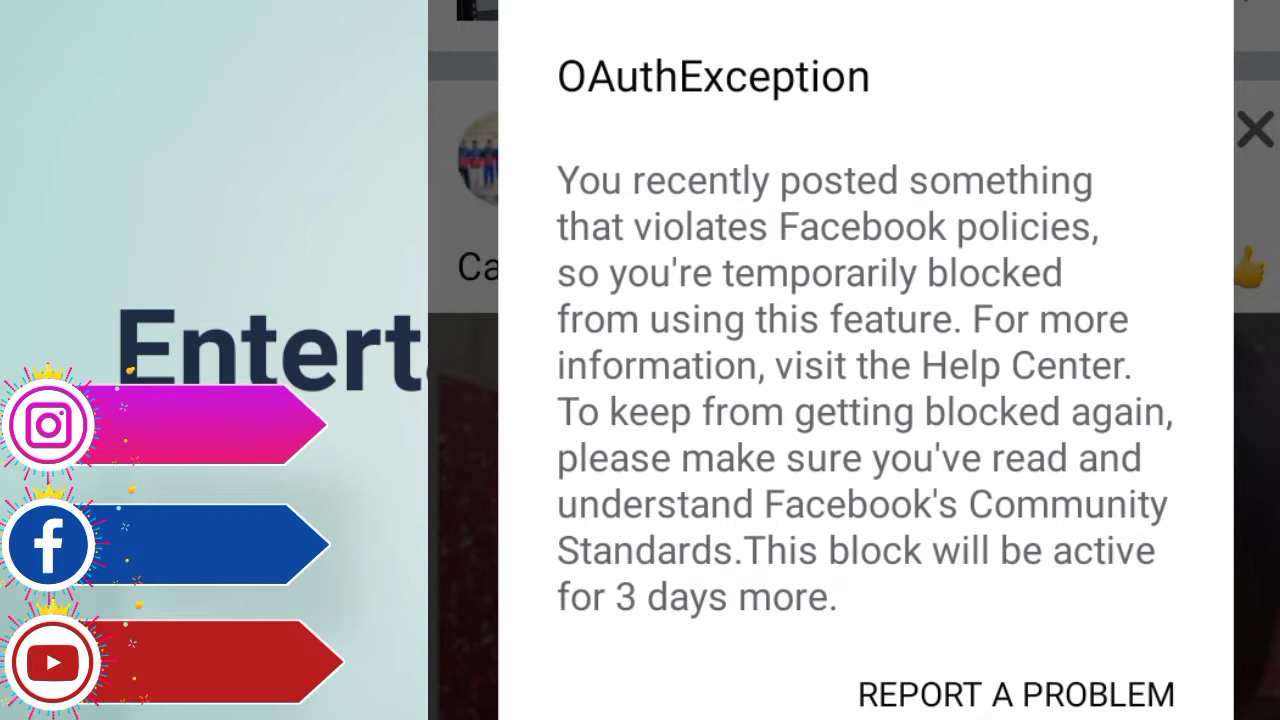 OAuthException
You recently posted something
that violates Facebook policies,
so you're temporarily blocked
from using this feature. For more
information, visit the Help Center.
To keep from getting blocked again,
please make sure you've read and
understand Facebook's Community
Standards.This block will be active
for 3 days more.
REPORT A PROBLEM
Ca
Enterta